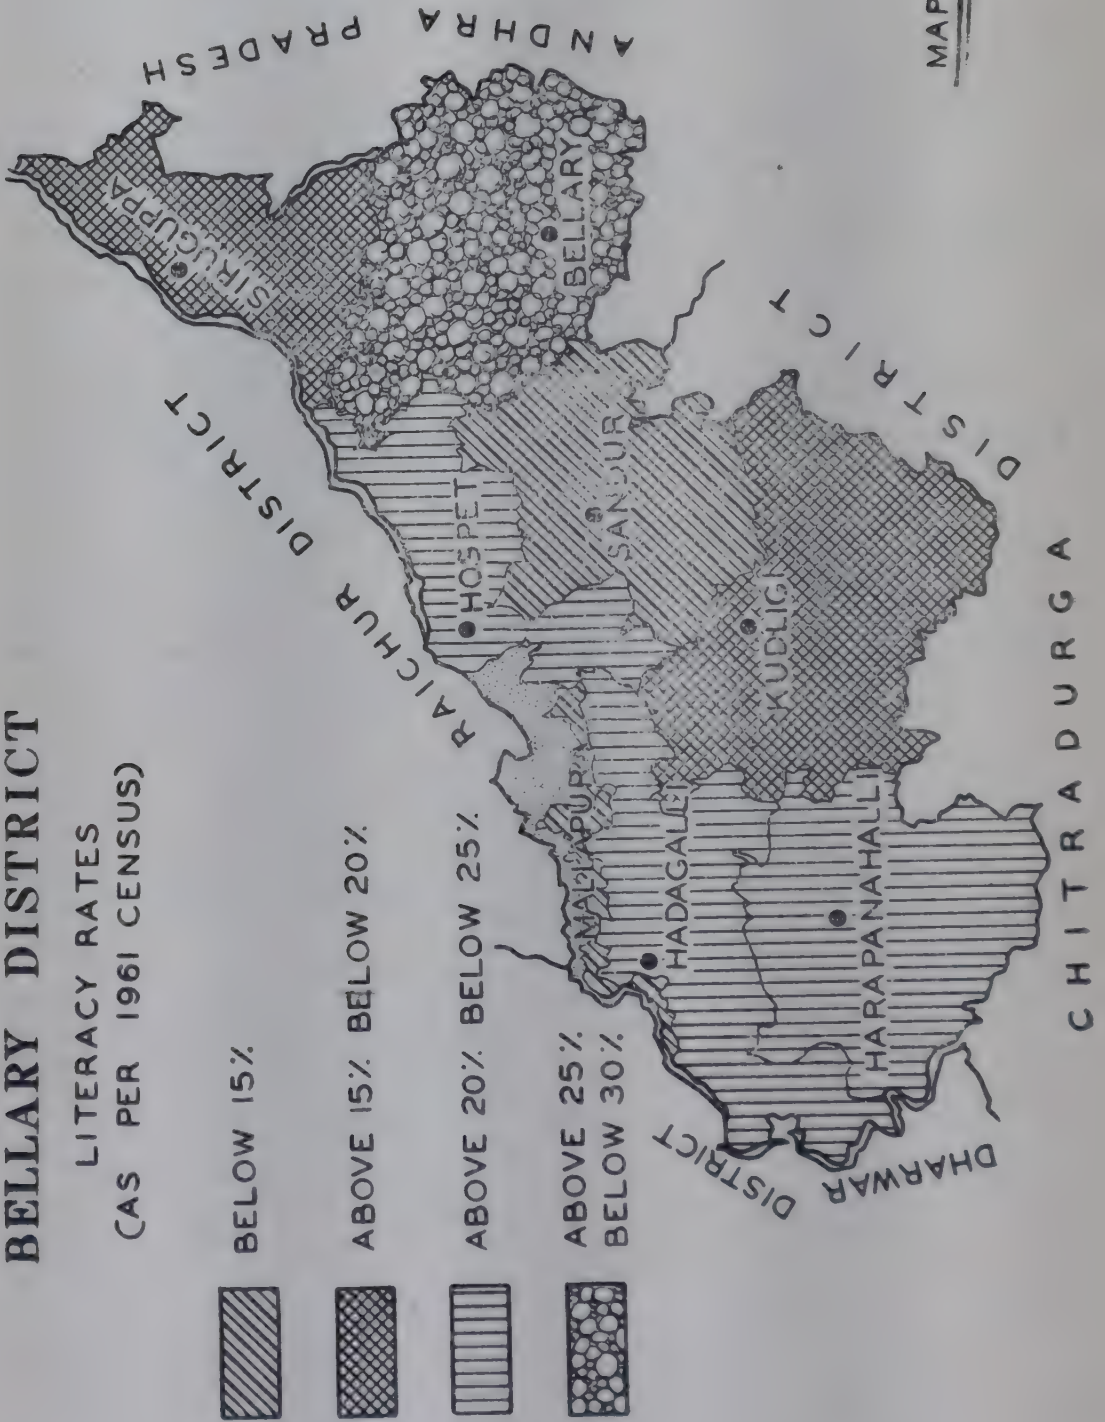 BELLARY DISTRICT
LITERACY RATES
(AS PER 1961 CENSUS)
BELOW 15%
ABOVE 15% BELOW 20%
ABOVE 20% BELOW 25%
ABOVE 25%
BELOW 30%
RAICHUR DISTRICT
ANDHRA PRADESH
SIRUGUPPA
BELLARY
HOSPET
SANDUR
MALLAPUR
KUDLIGI
HADAGALLI
HARAPANAHALLI
DHARWAR DISTRICT
CHITRADURGA DISTRICT
MAP